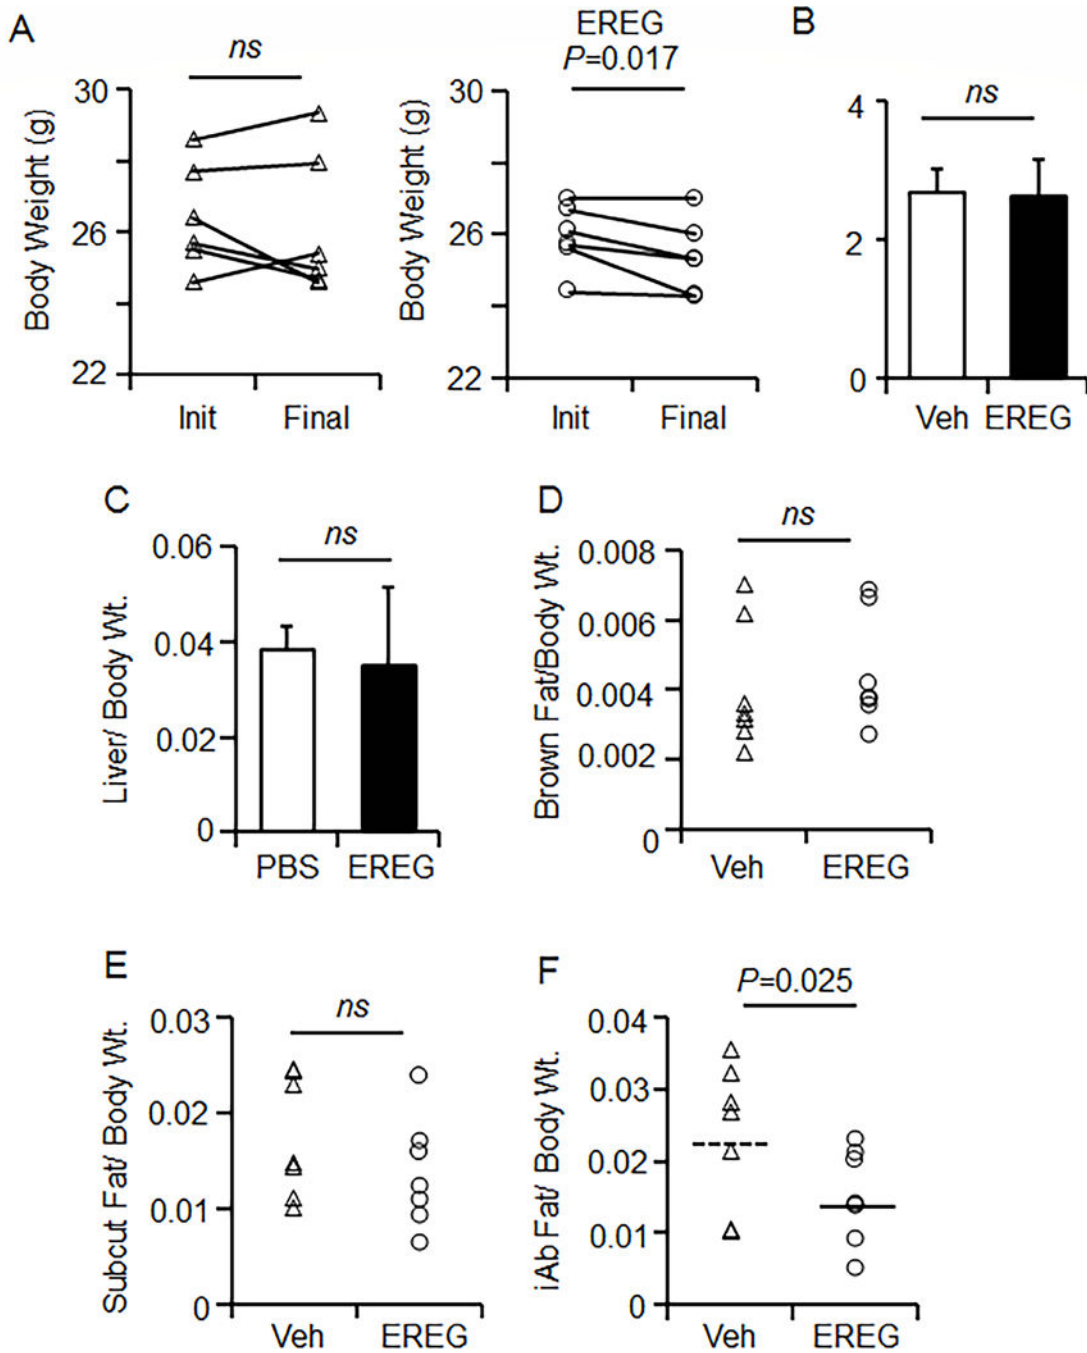 A
ns
Body Weight (g)
30
26
22
Init Final
EREG
P=0.017
Body Weight (g)
30
26
22
Init Final
B
ns
4
2
0
Veh EREG
C
ns
Liver/ Body Wt.
0.06
0.04
0.02
0
PBS EREG
D
ns
Brown Fat/Body Wt.
0.008
0.006
0.004
0.002
0
Veh EREG
E
ns
Subcut Fat/ Body Wt.
0.03
0.02
0.01
0
Veh EREG
F
P=0.025
iAb Fat/ Body Wt.
0.04
0.03
0.02
0.01
0
Veh EREG